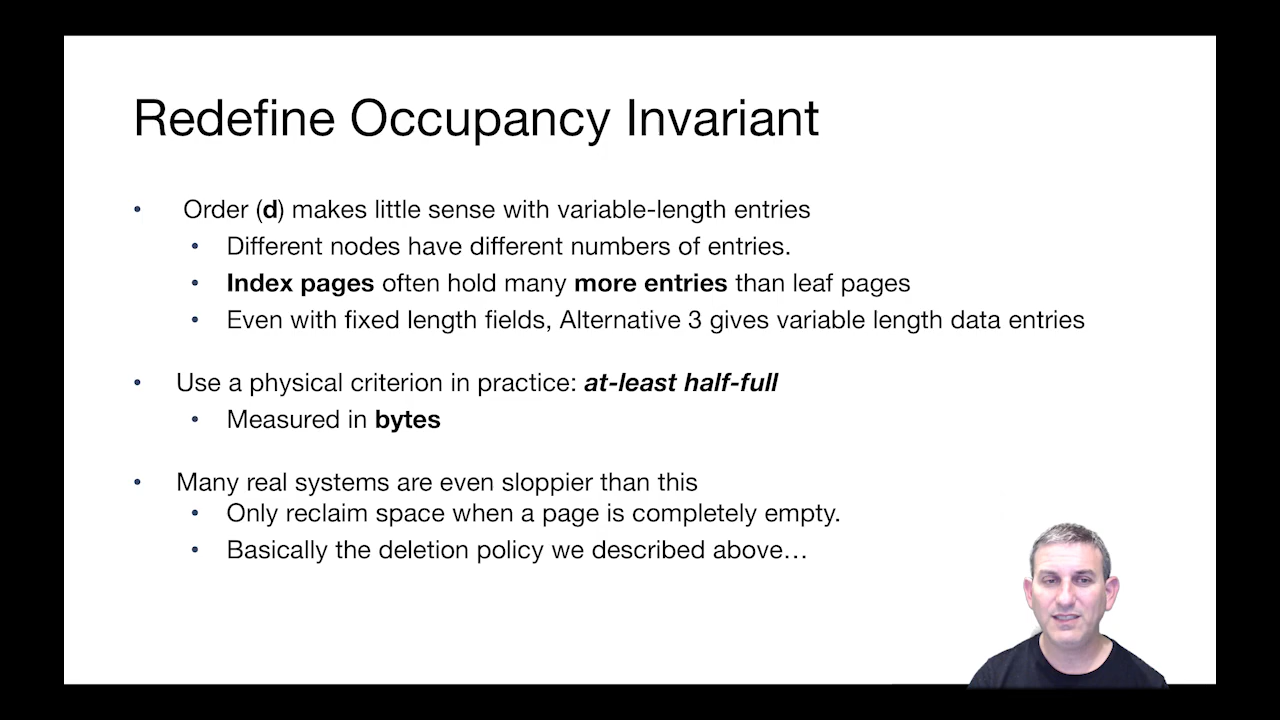 Redefine Occupancy Invariant
• Order (d) makes little sense with variable-length entries
• Different nodes have different numbers of entries.
• Index pages often hold many more entries than leaf pages
• Even with fixed length fields, Alternative 3 gives variable length data entries
• Use a physical criterion in practice: at-least half-full
• Measured in bytes
• Many real systems are even sloppier than this
• Only reclaim space when a page is completely empty.
• Basically the deletion policy we described above…